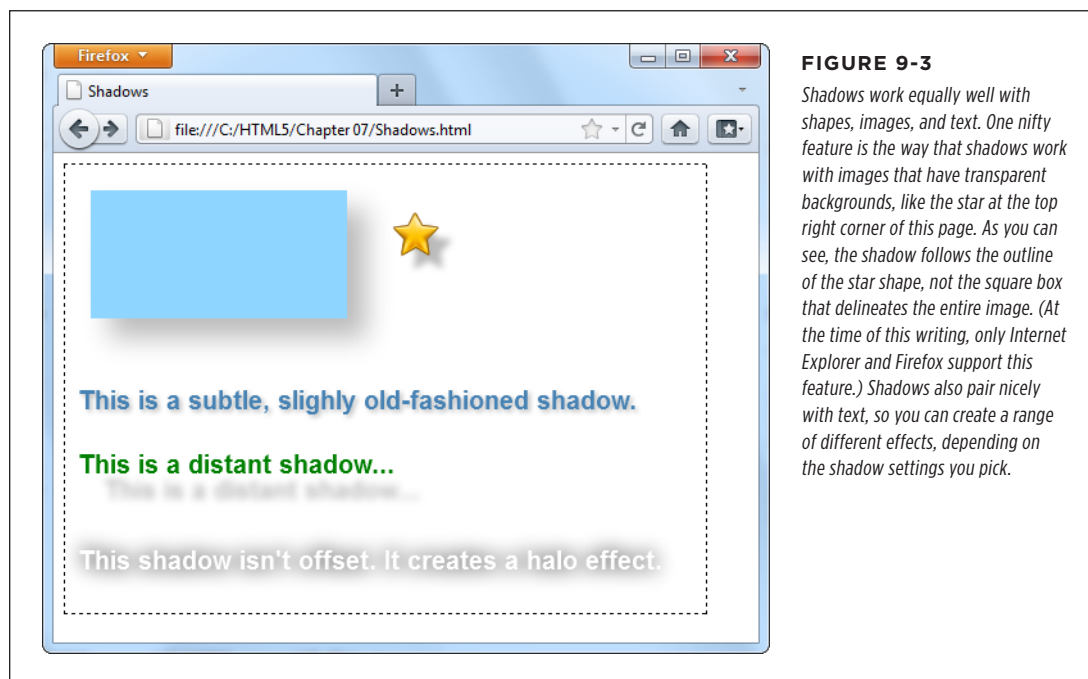 Firefox
Shadows
file:///C:/HTML5/Chapter 07/Shadows.html
This is a subtle, slighly old-fashioned shadow.
This is a distant shadow...
This is a distant shadow...
This shadow isn't offset. It creates a halo effect.
FIGURE 9-3
Shadows work equally well with
shapes, images, and text. One nifty
feature is the way that shadows work
with images that have transparent
backgrounds, like the star at the top
right corner of this page. As you can
see, the shadow follows the outline
of the star shape, not the square box
that delineates the entire image. (At
the time of this writing, only Internet
Explorer and Firefox support this
feature.) Shadows also pair nicely
with text, so you can create a range
of different effects, depending on
the shadow settings you pick.